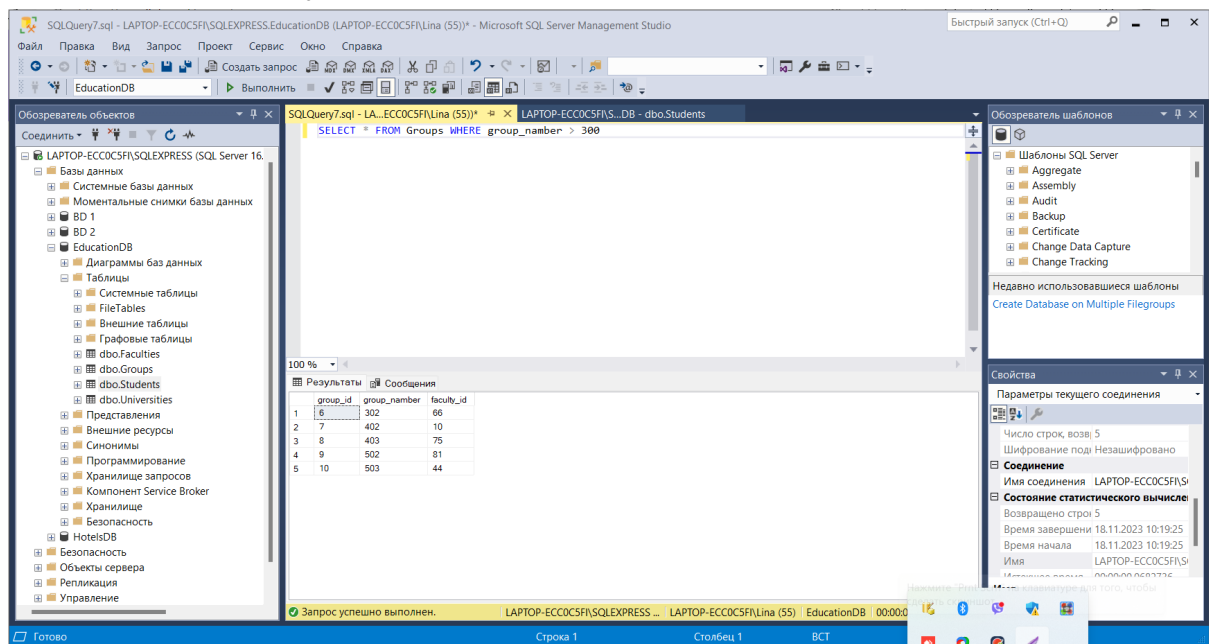 SQLQuery7.sql - LAPTOP-ECC0C5FI\SQLEXPRESS.EducationDB (LAPTOP-ECC0C5FI\Lina (55))* - Microsoft SQL Server Management Studio
Быстрый запуск (Ctrl+Q)
Файл Правка Вид Запрос Проект Сервис Окно Справка
Создать запрос
EducationDB
Выполнить
Обозреватель объектов
Соединить
LAPTOP-ECC0C5FI\SQLEXPRESS (SQL Server 16.
Базы данных
Системные базы данных
Моментальные снимки базы данных
BD 1
BD 2
EducationDB
Диаграммы баз данных
Таблицы
Системные таблицы
FileTables
Внешние таблицы
Графовые таблицы
dbo.Faculties
dbo.Groups
dbo.Students
dbo.Universities
Представления
Внешние ресурсы
Синонимы
Программирование
Хранилище запросов
Компонент Service Broker
Хранилище
Безопасность
HotelsDB
Безопасность
Объекты сервера
Репликация
Управление
SQLQuery7.sql - LA...ECC0C5FI\Lina (55))*
LAPTOP-ECC0C5FI\S...DB - dbo.Students
SELECT * FROM Groups WHERE group_namber > 300
100 %
Результаты Сообщения
group_id group_namber faculty_id
1 6 302 66
2 7 402 10
3 8 403 75
4 9 502 81
5 10 503 44
Запрос успешно выполнен.
LAPTOP-ECC0C5FI\SQLEXPRESS ...
LAPTOP-ECC0C5FI\Lina (55)
EducationDB
00:00:0
Обозреватель шаблонов
Шаблоны SQL Server
Aggregate
Assembly
Audit
Backup
Certificate
Change Data Capture
Change Tracking
Недавно использовавшиеся шаблоны
Create Database on Multiple Filegroups
Свойства
Параметры текущего соединения
Число строк, возв 5
Шифрование под Незашифровано
Соединение
Имя соединения LAPTOP-ECC0C5FI\S
Состояние статистического вычисле
Возвращено строк 5
Время завершени 18.11.2023 10:19:25
Время начала 18.11.2023 10:19:25
Имя LAPTOP-ECC0C5FI\S
Готово
Строка 1
Столбец 1
ВСТ